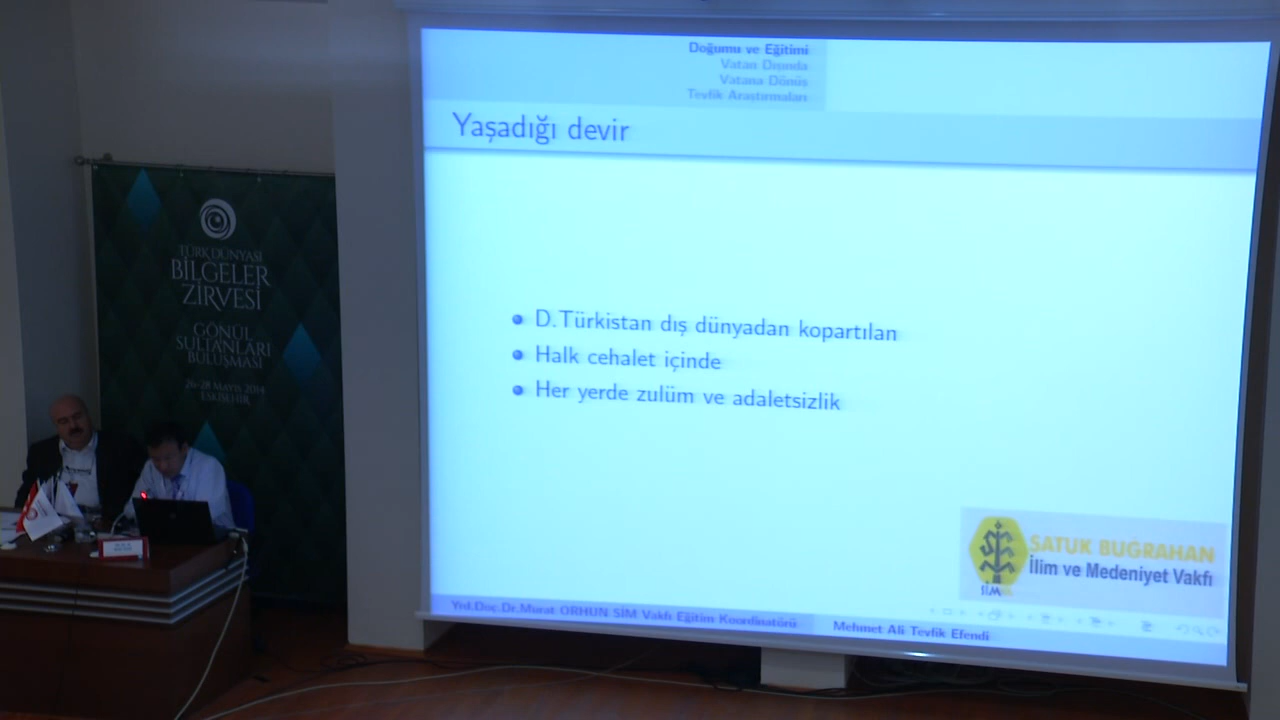 TÜRK DÜNYASI
BİLGELER
ZİRVESİ
GÖNÜL
SULTANLARI
BULUŞMASI
26-28 MAYIS 2014
ESKİŞEHİR
Doğumu ve Eğitimi
Vatan Dışında
Vatana Dönüş
Tevfik Araştırmaları
Yaşadığı devir
D.Türkistan dış dünyadan kopartılan
Halk cehalet içinde
Her yerde zulüm ve adaletsizlik
SATUK BUĞRAHAN
İlim ve Medeniyet Vakfı
SİM
Yrd.Doç.Dr.Murat ORHUN SİM Vakfı Eğitim Koordinatörü
Mehmet Ali Tevfik Efendi